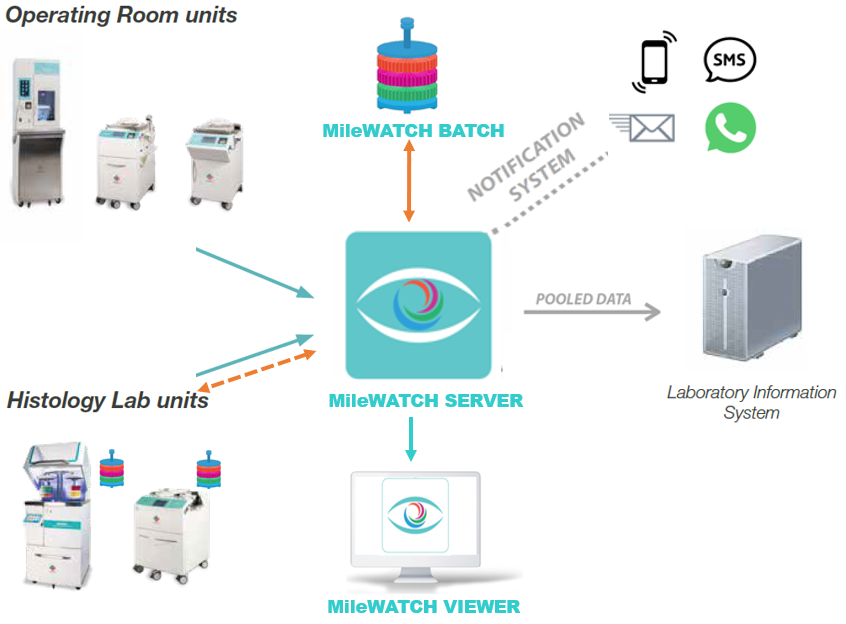 Operating Room units
SMS
MileWATCH BATCH
NOTIFICATION
SYSTEM
POOLED DATA
Laboratory Information
System
Histology Lab units
MileWATCH SERVER
MileWATCH VIEWER